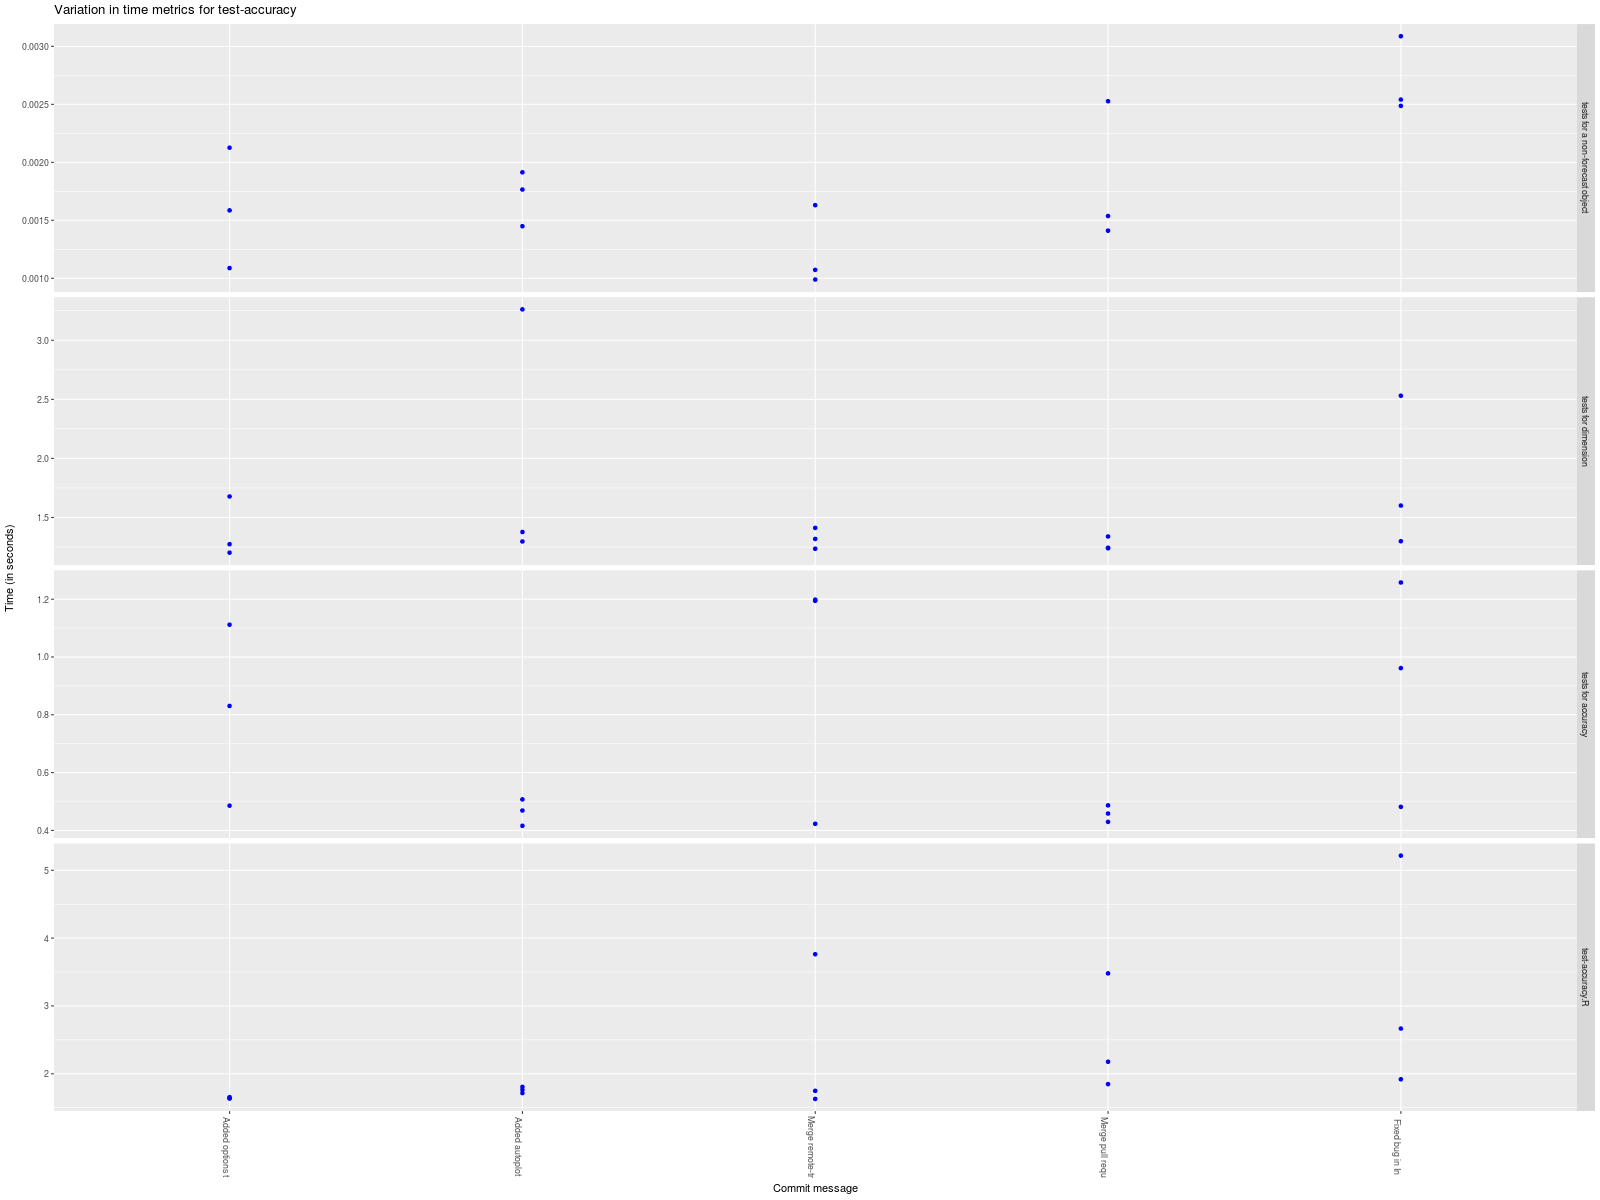 Variation in time metrics for test-accuracy
0.0030
0.0025
0.0020
0.0015
0.0010
tests for a non-forecast object
3.0
2.5
2.0
1.5
tests for dimension
1.2
1.0
0.8
0.6
0.4
tests for accuracy
5
4
3
2
test-accuracy.R
Time (in seconds)
Added options t
Added autoplot
Merge remote-tr
Merge pull requ
Fixed bug in ln
Commit message